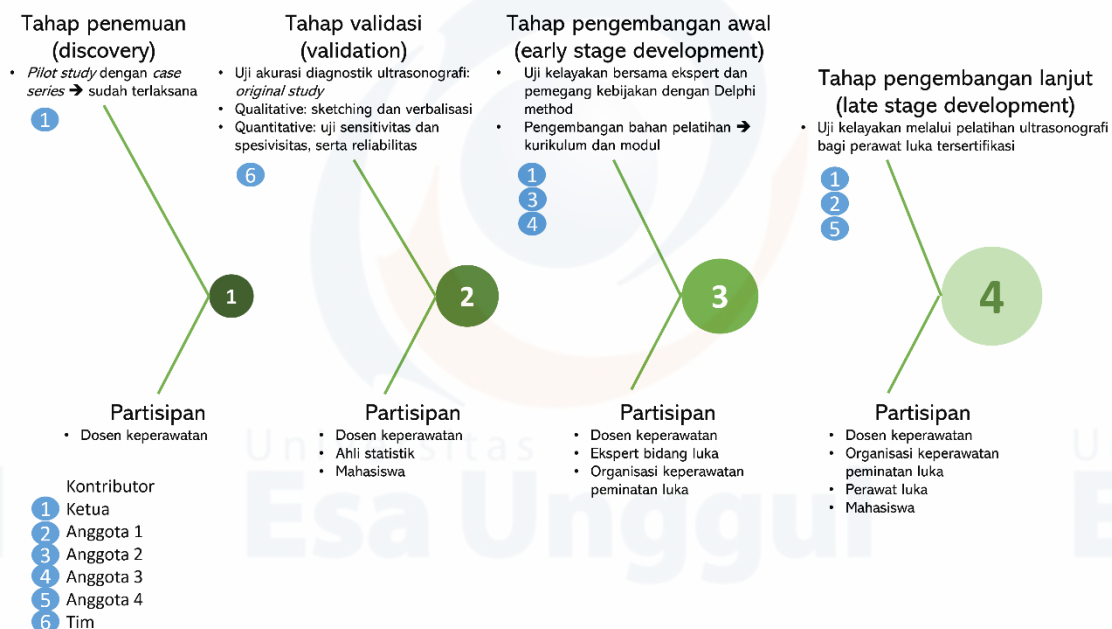 Tahap penemuan
(discovery)
• Pilot study dengan case
series ➔ sudah terlaksana
1
Tahap validasi
(validation)
• Uji akurasi diagnostik ultrasonografi:
original study
• Qualitative: sketching dan verbalisasi
• Quantitative: uji sensitivitas dan
spesivisitas, serta reliabilitas
6
Tahap pengembangan awal
(early stage development)
• Uji kelayakan bersama ekspert dan
pemegang kebijakan dengan Delphi
method
• Pengembangan bahan pelatihan ➔
kurikulum dan modul
1
3
4
Tahap pengembangan lanjut
(late stage development)
• Uji kelayakan melalui pelatihan ultrasonografi
bagi perawat luka tersertifikasi
1
2
5
1
2
3
4
Partisipan
• Dosen keperawatan
Partisipan
• Dosen keperawatan
• Ahli statistik
• Mahasiswa
Partisipan
• Dosen keperawatan
• Ekspert bidang luka
• Organisasi keperawatan
peminatan luka
Partisipan
• Dosen keperawatan
• Organisasi keperawatan
peminatan luka
• Perawat luka
• Mahasiswa
Kontributor
1 Ketua
2 Anggota 1
3 Anggota 2
4 Anggota 3
5 Anggota 4
6 Tim
Universitas
Esa Unggul
U
E